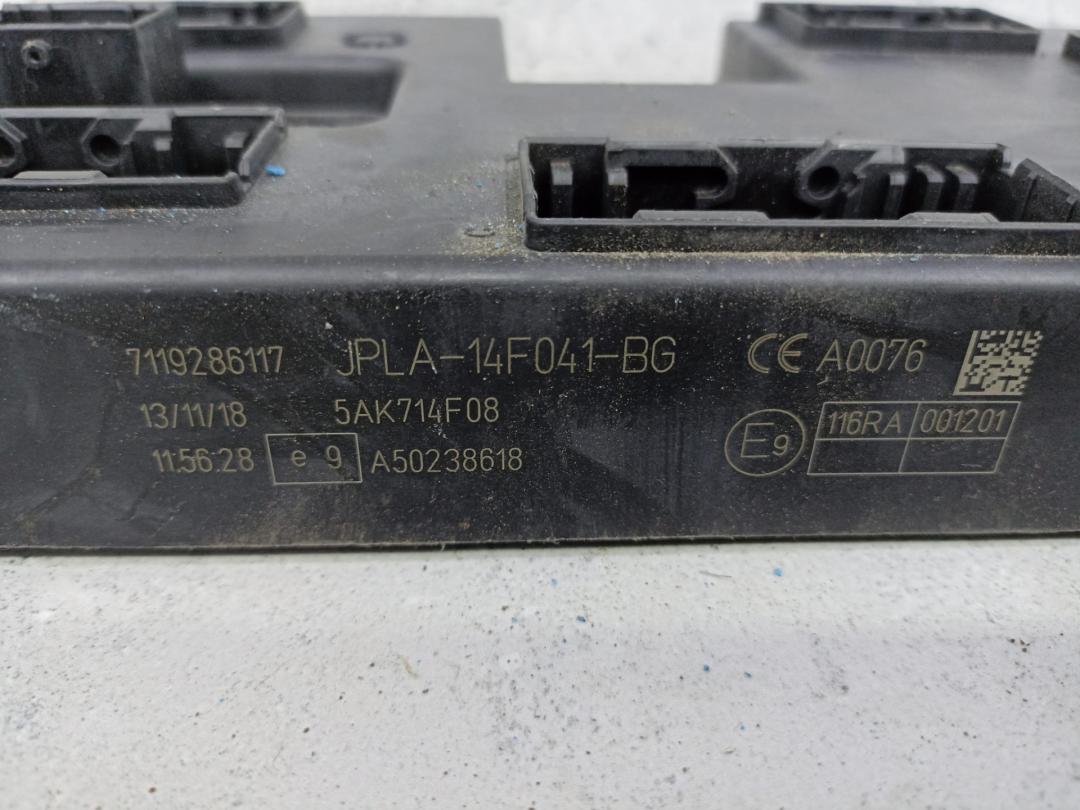 7119286117 JPLA-14F041-BG CE A0076
13/11/18 5AK714F08
11:56:28 e 9 A50238618
E9 116RA 001201